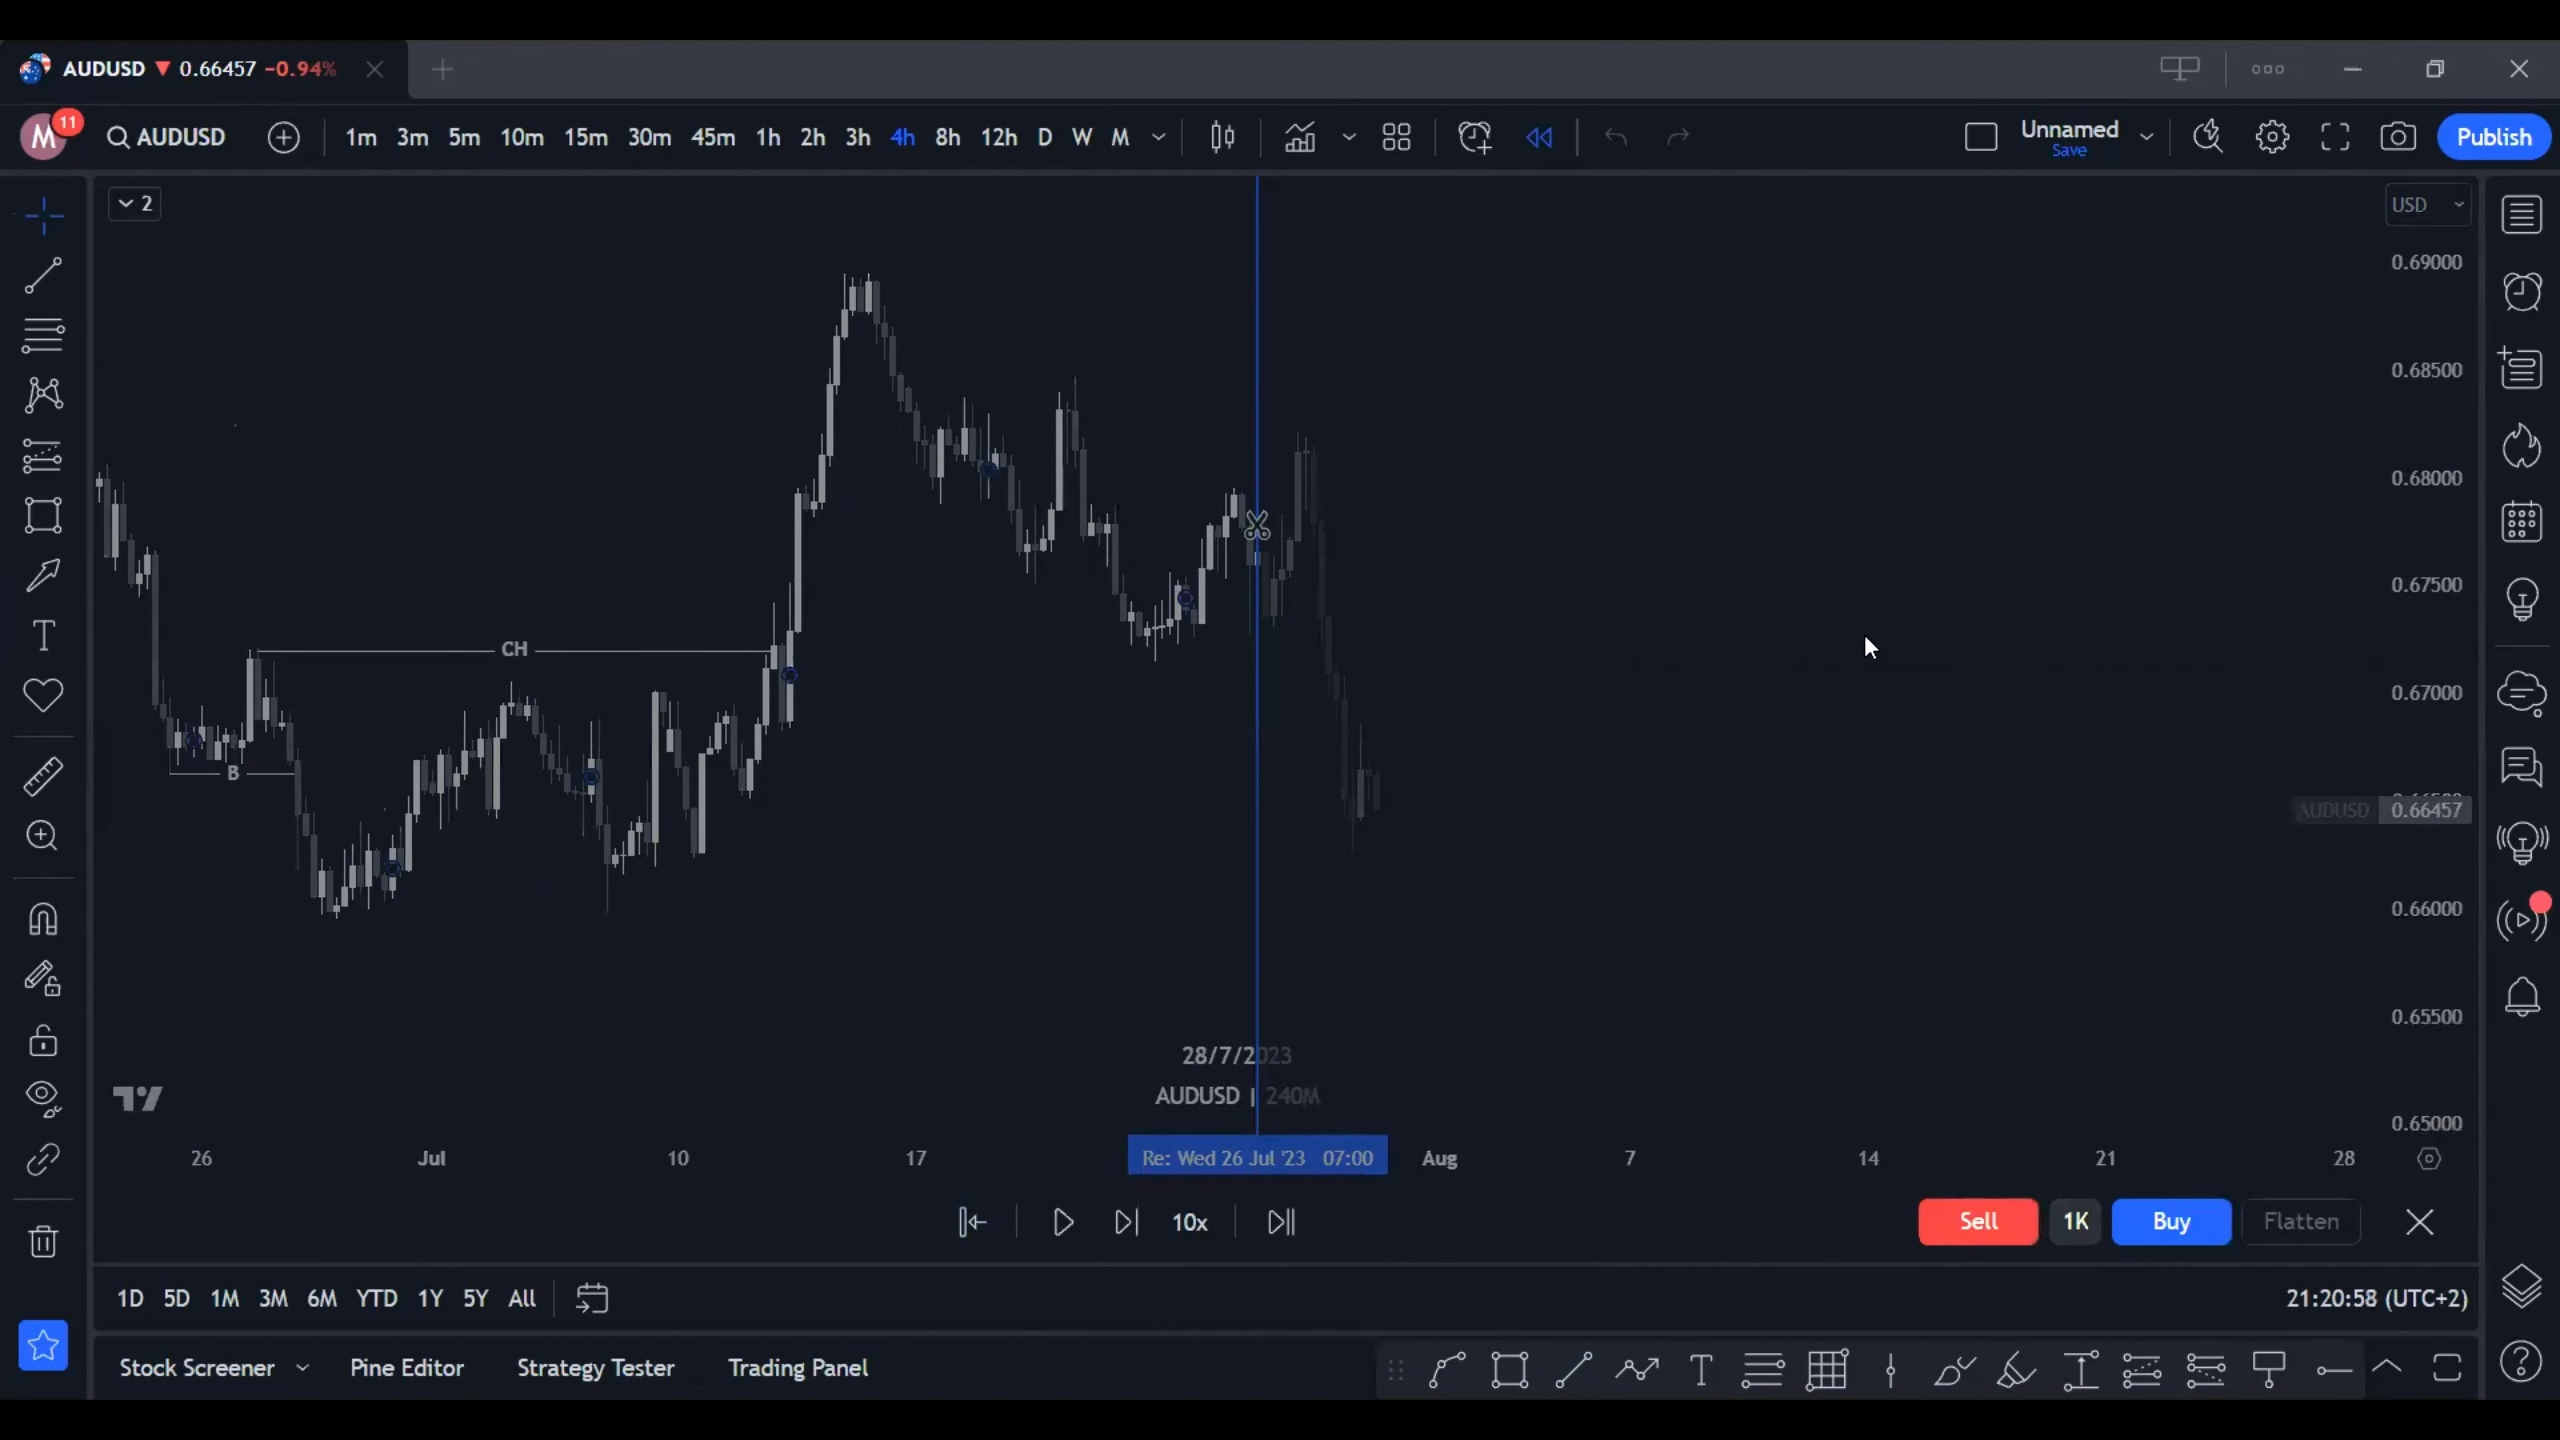 AUDUSD ▼ 0.66457 −0.94%
M 11 AUDUSD 1m 3m 5m 10m 15m 30m 45m 1h 2h 3h 4h 8h 12h D W M Unnamed Save Publish
2
USD
0.69000
0.68500
0.68000
0.67500
CH
0.67000
B
AUDUSD 0.66457
0.66000
0.65500
28/7/2023
AUDUSD | 240M
0.65000
26 Jul 10 17 Re: Wed 26 Jul '23 07:00 Aug 7 14 21 28
10x Sell 1K Buy Flatten
1D 5D 1M 3M 6M YTD 1Y 5Y All 21:20:58 (UTC+2)
Stock Screener Pine Editor Strategy Tester Trading Panel